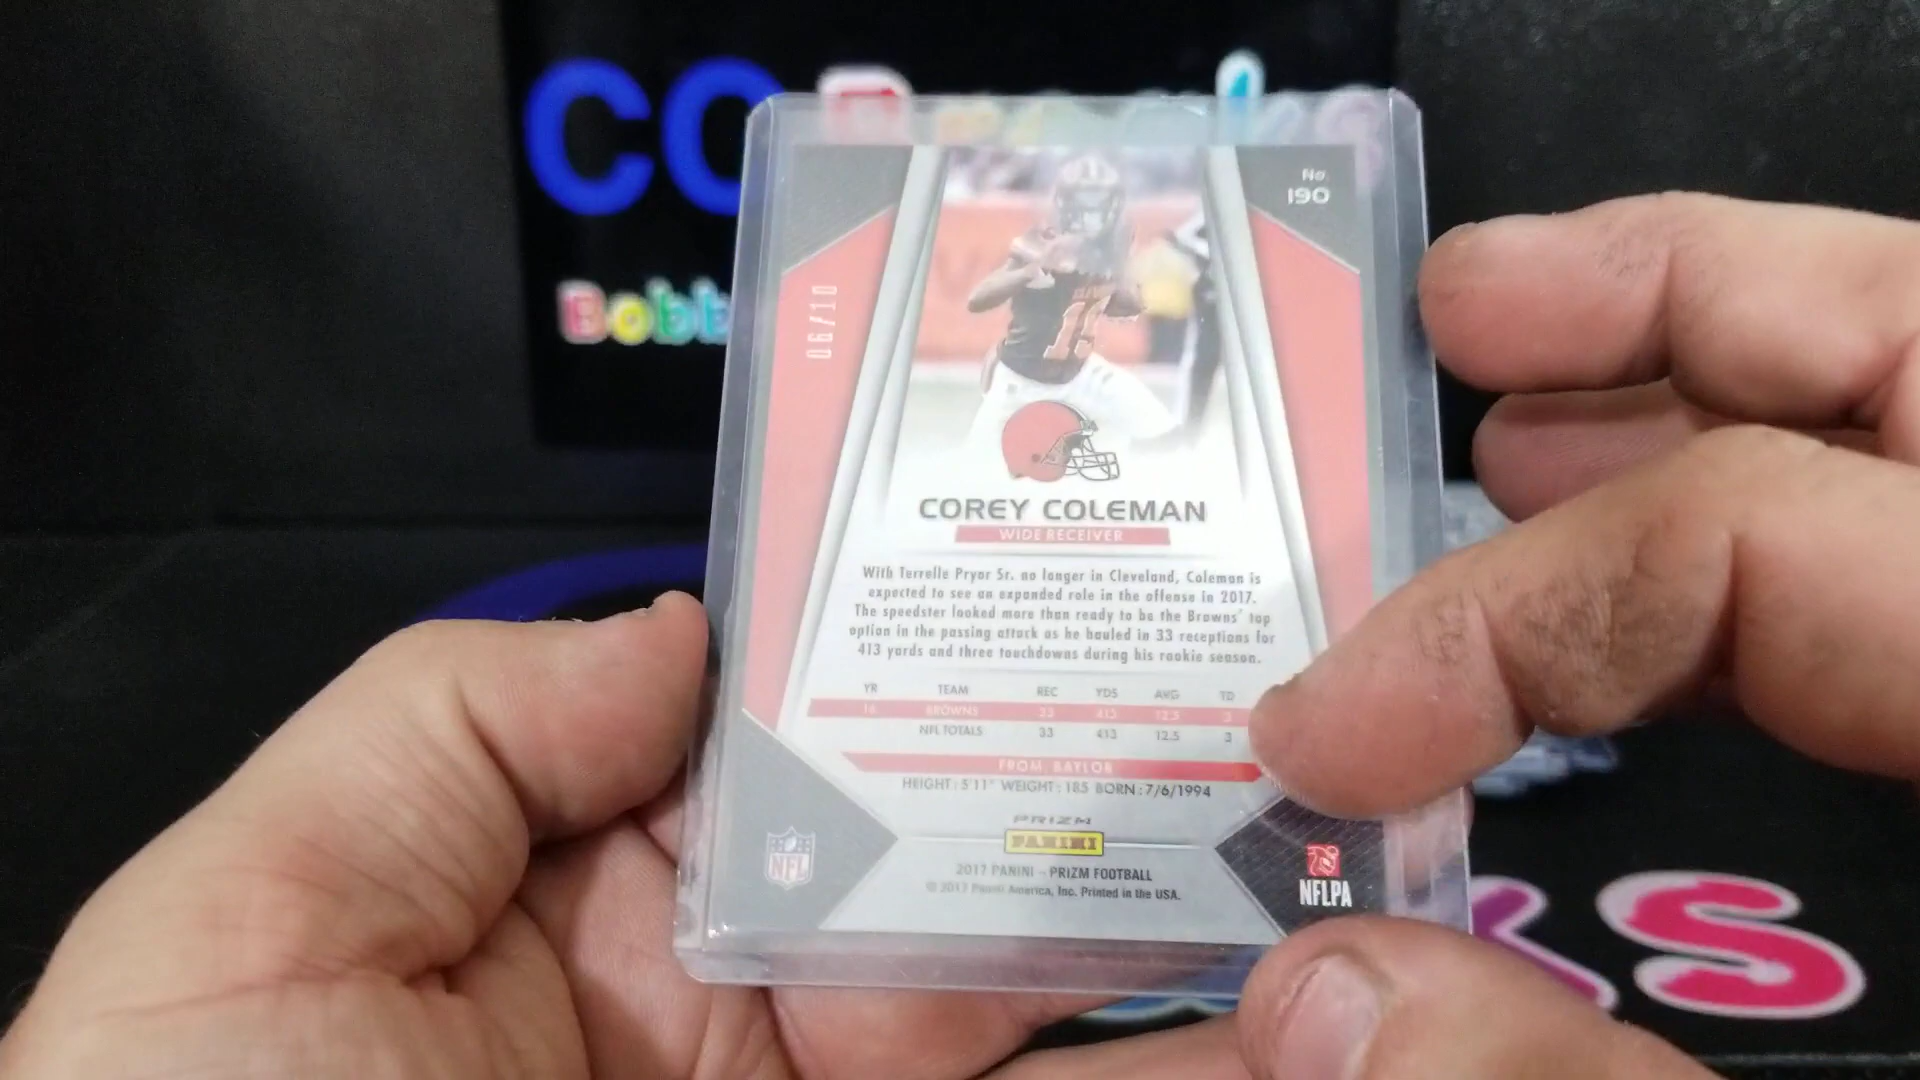 CO
Bobb
No.
190
06/10
15
COREY COLEMAN
WIDE RECEIVER
With Terrelle Pryor Sr. no longer in Cleveland, Coleman is
expected to see an expanded role in the offense in 2017.
The speedster looked more than ready to be the Browns' top
option in the passing attack as he hauled in 33 receptions for
413 yards and three touchdowns during his rookie season.
YR TEAM REC YDS AVG TD
16 BROWNS 33 413 12.5 3
NFL TOTALS 33 413 12.5 3
FROM: BAYLOR
HEIGHT: 5'11" WEIGHT: 185 BORN: 7/6/1994
PRIZM
PANINI
NFL
2017 PANINI - PRIZM FOOTBALL
© 2017 Panini America, Inc. Printed in the USA.
NFLPA
KS